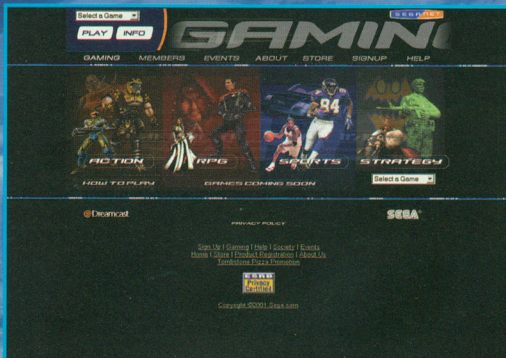 Select a Game
SEGANET
PLAY INFO
GAMING
GAMING MEMBERS EVENTS ABOUT STORE SIGNUP HELP
84
ACTION RPG SPORTS STRATEGY
HOW TO PLAY GAMES COMING SOON
Select a Game
Dreamcast
SEGA
PRIVACY POLICY
Sign Up | Gaming | Help | Society | Events
Home | Store | Product Registration | About Us
Tombstone Pizza Promotion
ESRB
Privacy
Certified
Copyright ©2001 Sega.com